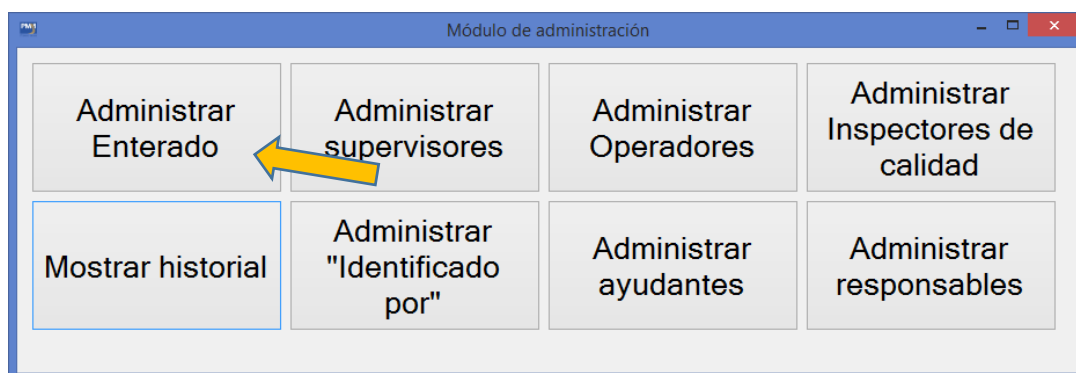 Módulo de administración
Administrar
Enterado
Administrar
supervisores
Administrar
Operadores
Administrar
Inspectores de
calidad
Mostrar historial
Administrar
"Identificado
por"
Administrar
ayudantes
Administrar
responsables